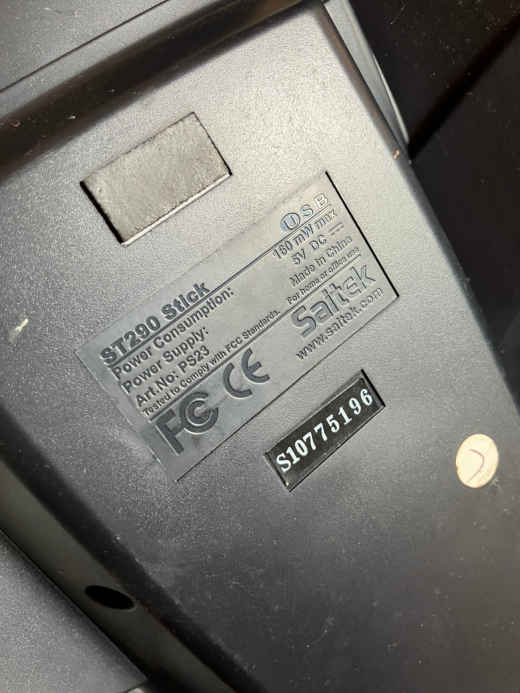 USB
ST290 Stick
Power Consumption: 160 mW max
Power Supply: 5V DC
Art.No: PS23 Made in China
Tested to Comply with FCC Standards. For home or office use
FC CE Saitek
www.saitek.com
S10775196